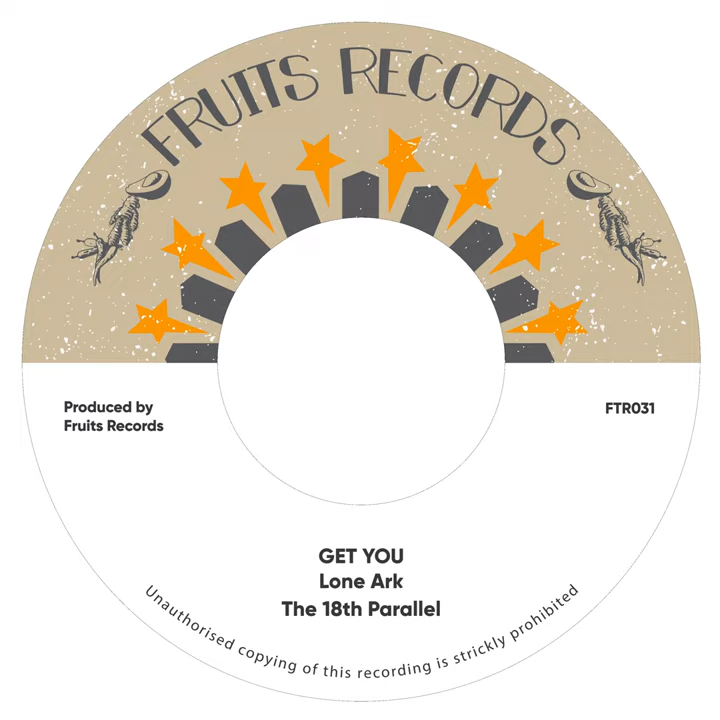 FRUITS RECORDS
Produced by
Fruits Records
FTR031
GET YOU
Lone Ark
The 18th Parallel
Unauthorised copying of this recording is strickly prohibited